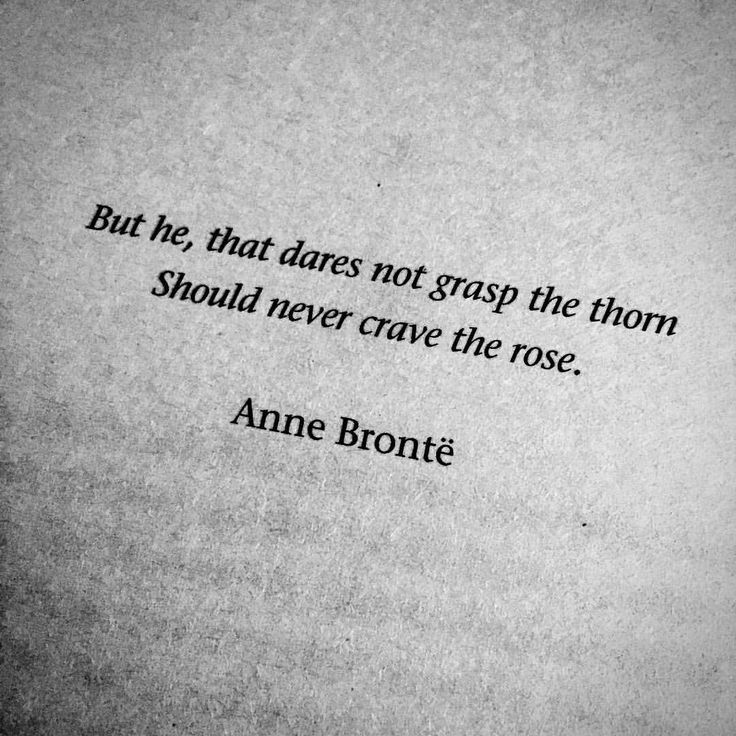 But he, that dares not grasp the thorn
Should never crave the rose.
Anne Brontë